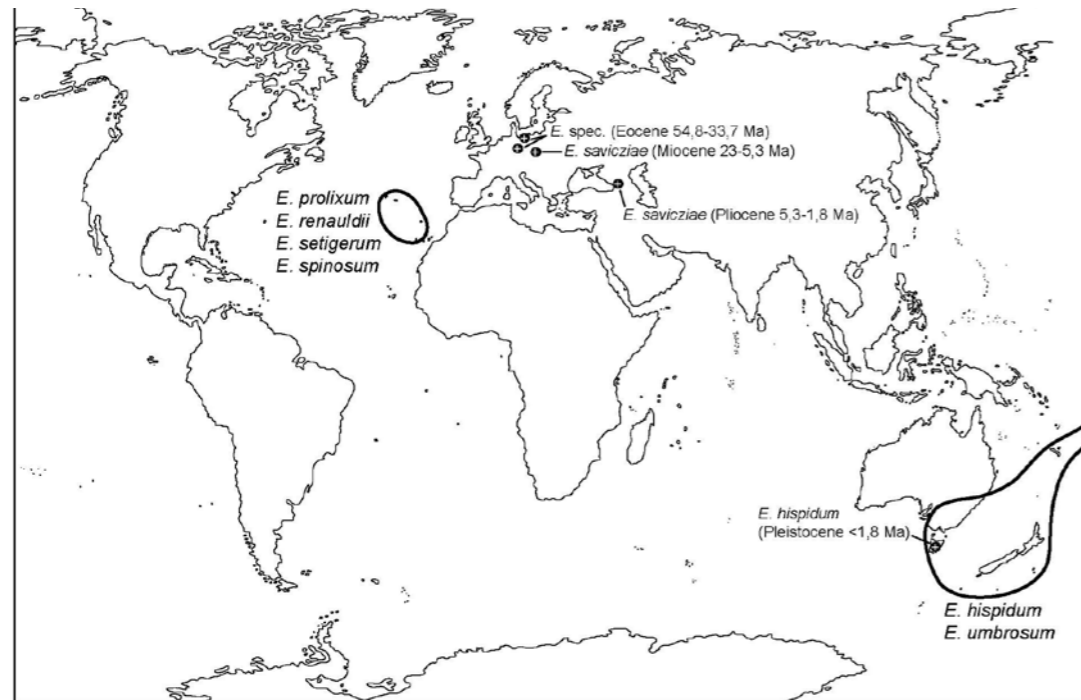 E. spec. (Eocene 54,8-33,7 Ma)
E. savicziae (Miocene 23-5,3 Ma)
E. prolixum
E. renauldii
E. setigerum
E. spinosum
E. savicziae (Pliocene 5,3-1,8 Ma)
E. hispidum
(Pleistocene <1,8 Ma)
E. hispidum
E. umbrosum